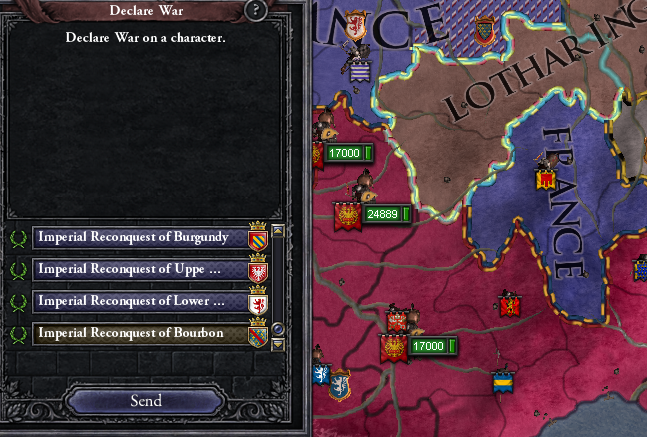 Declare War
?
Declare War on a character.
Imperial Reconquest of Burgundy
Imperial Reconquest of Uppe ...
Imperial Reconquest of Lower ...
Imperial Reconquest of Bourbon
Send
NCE
LOTHARING
FRANCE
17000
24889
17000